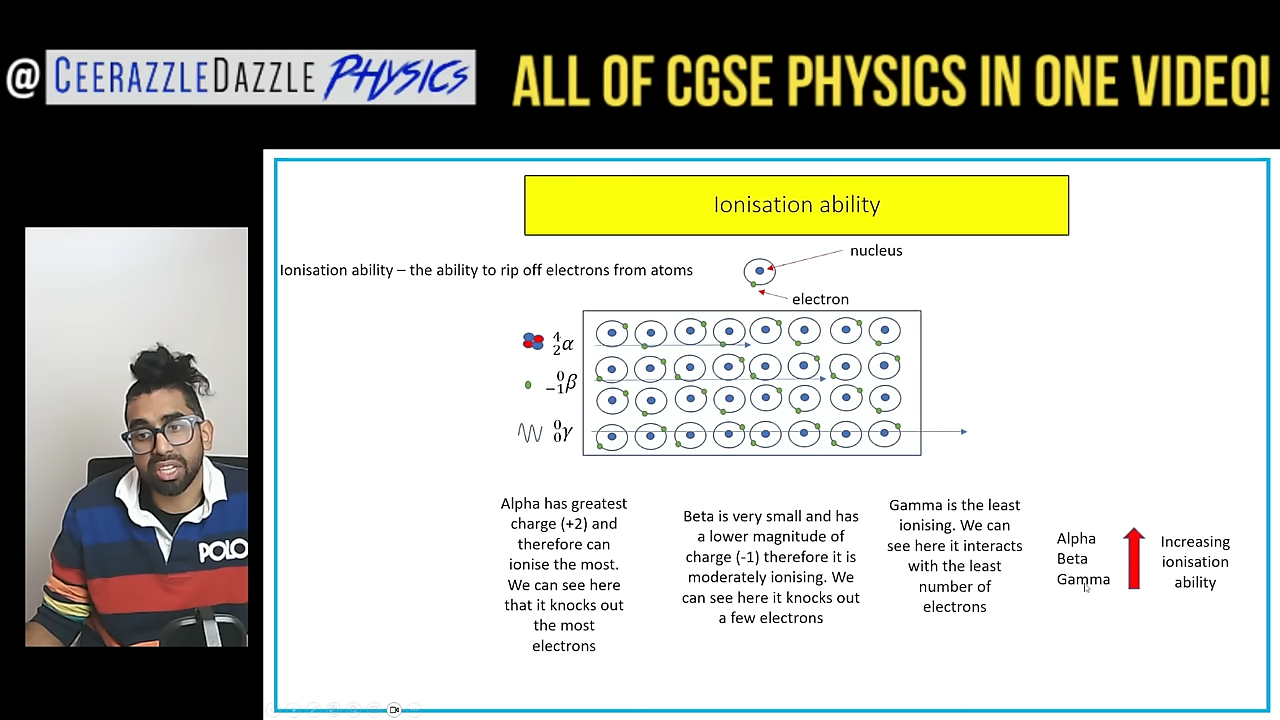 @ CEERAZZLEDAZZLE PHYSICS
ALL OF CGSE PHYSICS IN ONE VIDEO!
Ionisation ability
nucleus
Ionisation ability – the ability to rip off electrons from atoms
electron
4
2α
0
−1β
0
0γ
Alpha has greatest
charge (+2) and
therefore can
ionise the most.
We can see here
that it knocks out
the most
electrons
Beta is very small and has
a lower magnitude of
charge (-1) therefore it is
moderately ionising. We
can see here it knocks out
a few electrons
Gamma is the least
ionising. We can
see here it interacts
with the least
number of
electrons
Alpha
Beta
Gamma
Increasing
ionisation
ability
POLO